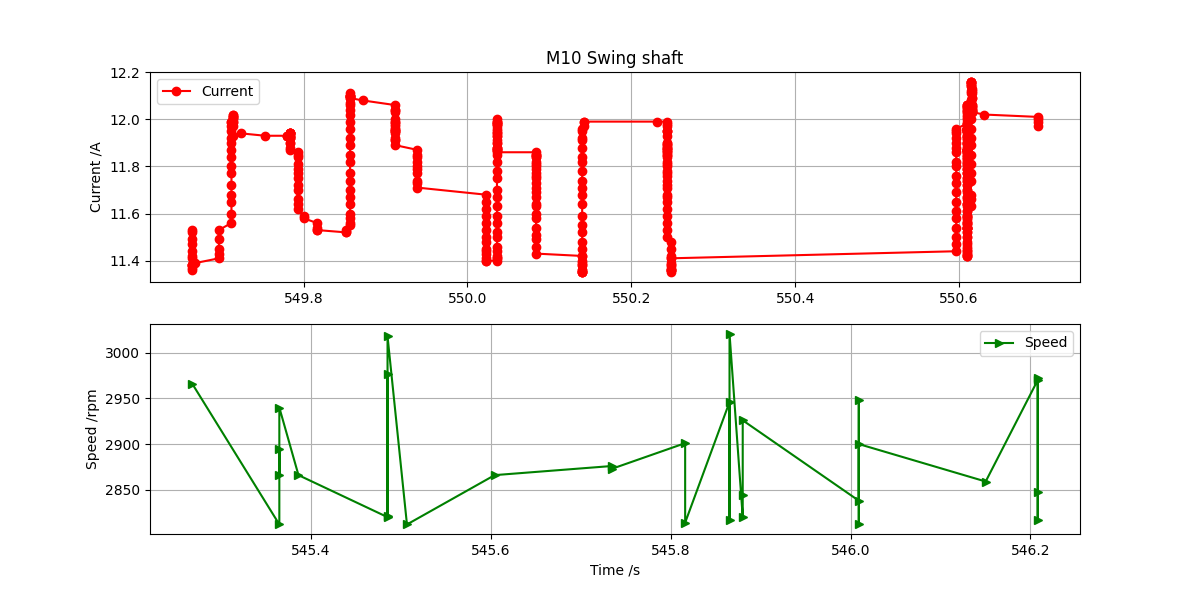 M10 Swing shaft
12.2
12.0
11.8
11.6
11.4
Current /A
Current
549.8 550.0 550.2 550.4 550.6
3000
2950
2900
2850
Speed /rpm
Speed
545.4 545.6 545.8 546.0 546.2
Time /s